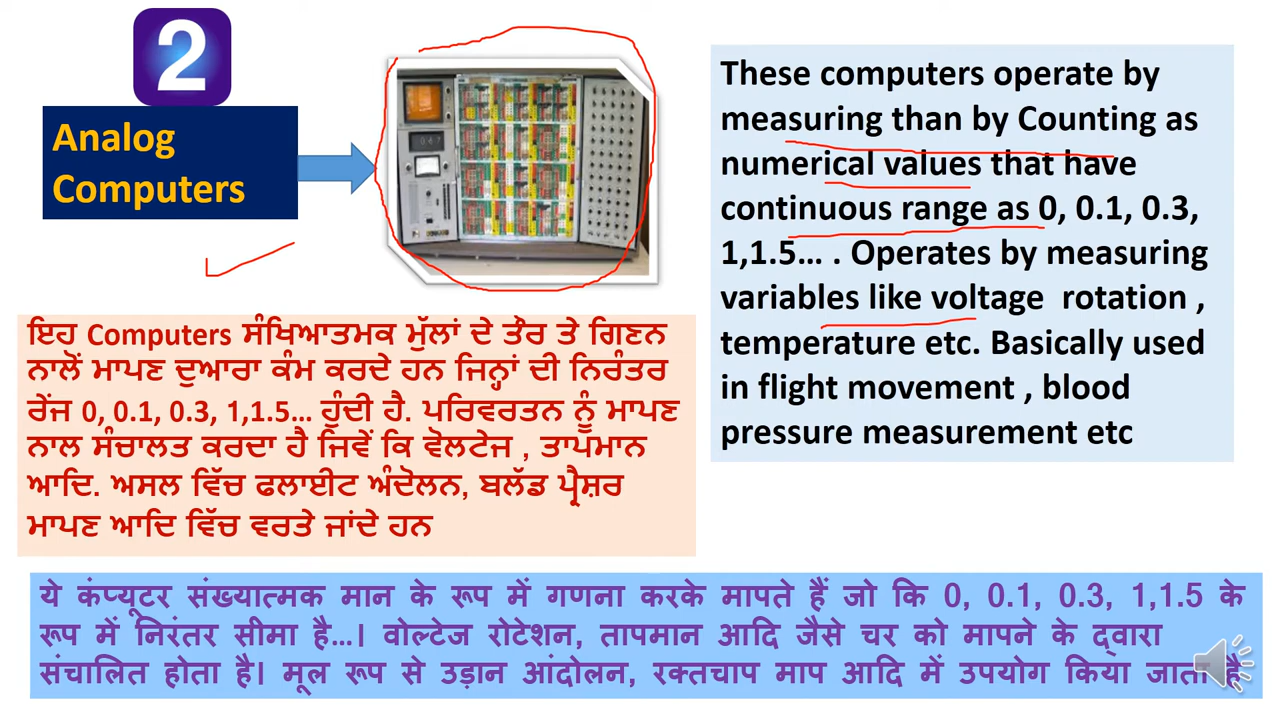 2
Analog
Computers
These computers operate by
measuring than by Counting as
numerical values that have
continuous range as 0, 0.1, 0.3,
1,1.5... . Operates by measuring
variables like voltage rotation ,
temperature etc. Basically used
in flight movement , blood
pressure measurement etc
ਇਹ Computers ਸੰਖਿਆਤਮਕ ਮੁੱਲਾਂ ਦੇ ਤੌਰ ਤੇ ਗਿਣਨ
ਨਾਲੋਂ ਮਾਪਣ ਦੁਆਰਾ ਕੰਮ ਕਰਦੇ ਹਨ ਜਿਨ੍ਹਾਂ ਦੀ ਨਿਰੰਤਰ
ਰੇਂਜ 0, 0.1, 0.3, 1,1.5... ਹੁੰਦੀ ਹੈ. ਪਰਿਵਰਤਨ ਨੂੰ ਮਾਪਣ
ਨਾਲ ਸੰਚਾਲਤ ਕਰਦਾ ਹੈ ਜਿਵੇਂ ਕਿ ਵੋਲਟੇਜ , ਤਾਪਮਾਨ
ਆਦਿ. ਅਸਲ ਵਿੱਚ ਫਲਾਈਟ ਅੰਦੋਲਨ, ਬਲੱਡ ਪ੍ਰੈਸ਼ਰ
ਮਾਪਣ ਆਦਿ ਵਿੱਚ ਵਰਤੇ ਜਾਂਦੇ ਹਨ
ये कंप्यूटर संख्यात्मक मान के रूप में गणना करके मापते हैं जो कि 0, 0.1, 0.3, 1,1.5 के
रूप में निरंतर सीमा है...। वोल्टेज रोटेशन, तापमान आदि जैसे चर को मापने के द्वारा
संचालित होता है। मूल रूप से उड़ान आंदोलन, रक्तचाप माप आदि में उपयोग किया जाता है